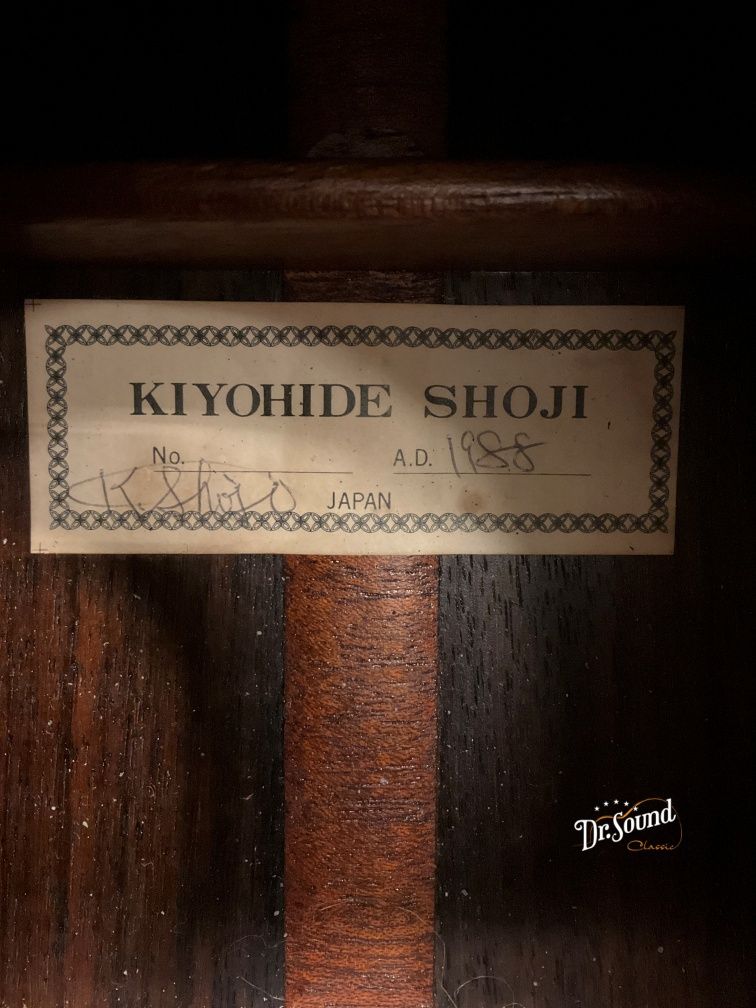 KIYOHIDE SHOJI
No. A.D. 1988
K. Shoji JAPAN
Dr. Sound
Classic